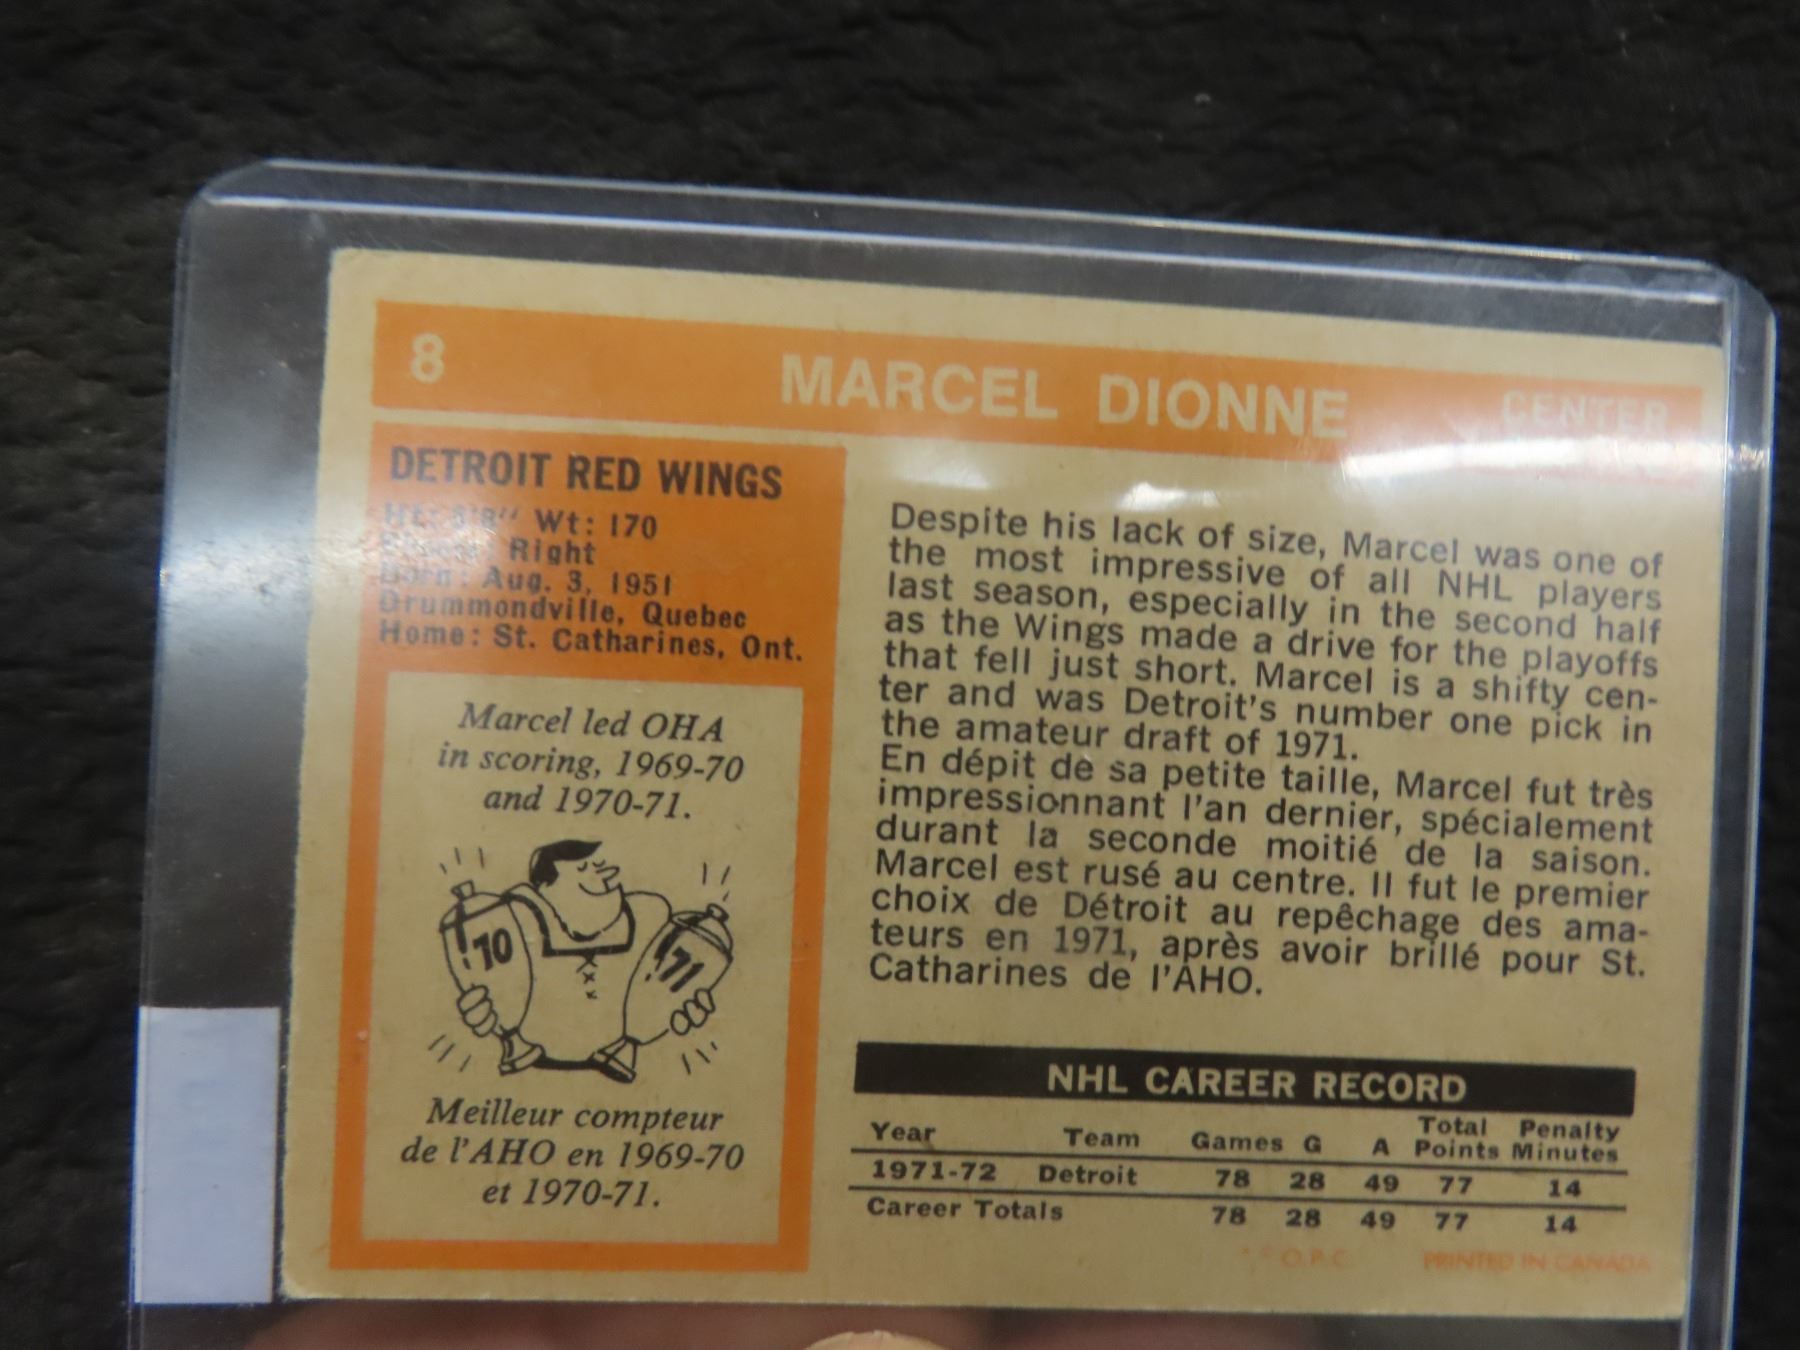 8 MARCEL DIONNE CENTER
DETROIT RED WINGS
Ht: 5'8" Wt: 170
Shoots: Right
Born: Aug. 3, 1951
Drummondville, Quebec
Home: St. Catharines, Ont.
Marcel led OHA
in scoring, 1969-70
and 1970-71.
'70
'71
Meilleur compteur
de l'AHO en 1969-70
et 1970-71.
Despite his lack of size, Marcel was one of
the most impressive of all NHL players
last season, especially in the second half
as the Wings made a drive for the playoffs
that fell just short. Marcel is a shifty cen-
ter and was Detroit's number one pick in
the amateur draft of 1971.
En dépit de sa petite taille, Marcel fut très
impressionnant l'an dernier, spécialement
durant la seconde moitié de la saison.
Marcel est rusé au centre. Il fut le premier
choix de Détroit au repêchage des ama-
teurs en 1971, après avoir brillé pour St.
Catharines de l'AHO.
NHL CAREER RECORD
Year Team Games G A Total Points Penalty Minutes
1971-72 Detroit 78 28 49 77 14
Career Totals 78 28 49 77 14
O.P.C. PRINTED IN CANADA